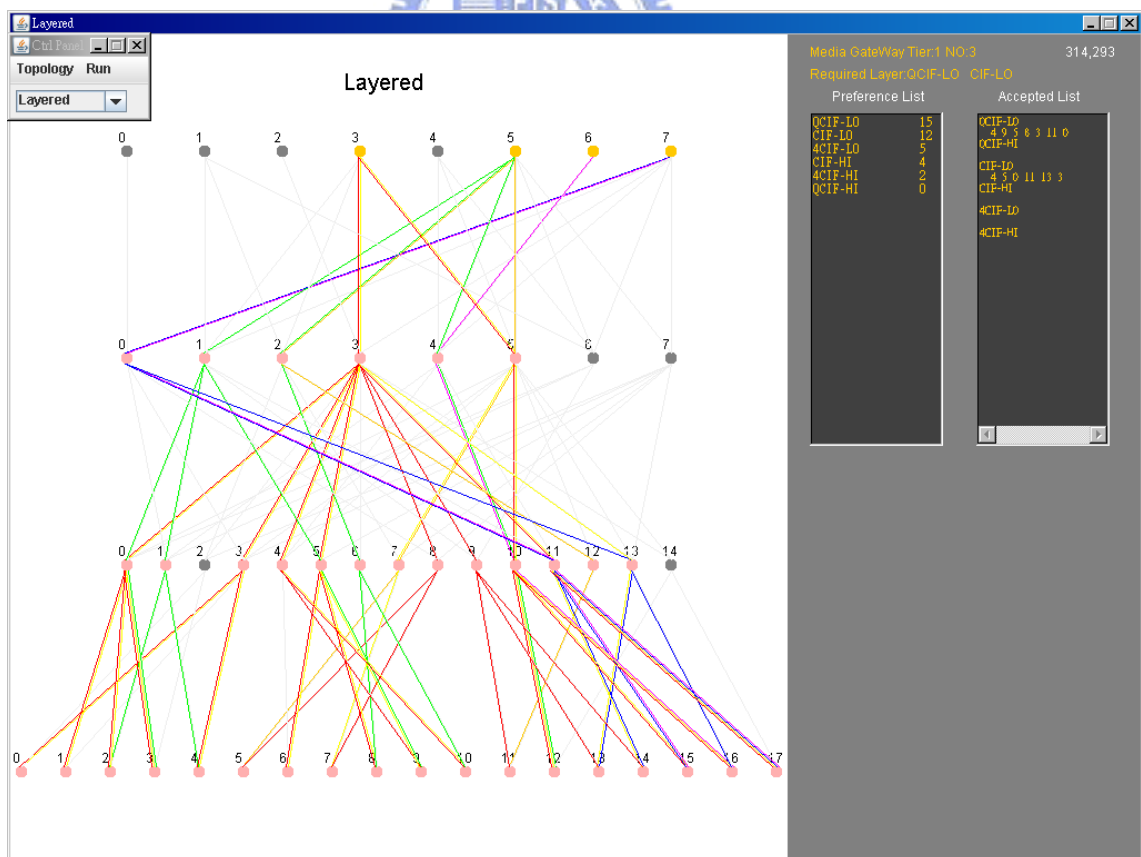 Layered
Ctrl Panel
Topology Run
Layered
Layered
0 1 2 3 4 5 6 7
0 1 2 3 4 5 6 7
0 1 2 3 4 5 6 7 8 9 10 11 12 13 14
0 1 2 3 4 5 6 7 8 9 10 11 12 13 14 15 16 17
Media GateWay Tier:1 NO:3 314,293
Required Layer:QCIF-LO CIF-LO
Preference List Accepted List
QCIF-LO 15
CIF-LO 12
4CIF-LO 5
CIF-HI 4
4CIF-HI 2
QCIF-HI 0
QCIF-LO
4 9 5 8 3 11 0
QCIF-HI
CIF-LO
4 5 0 11 13 3
CIF-HI
4CIF-LO
4CIF-HI